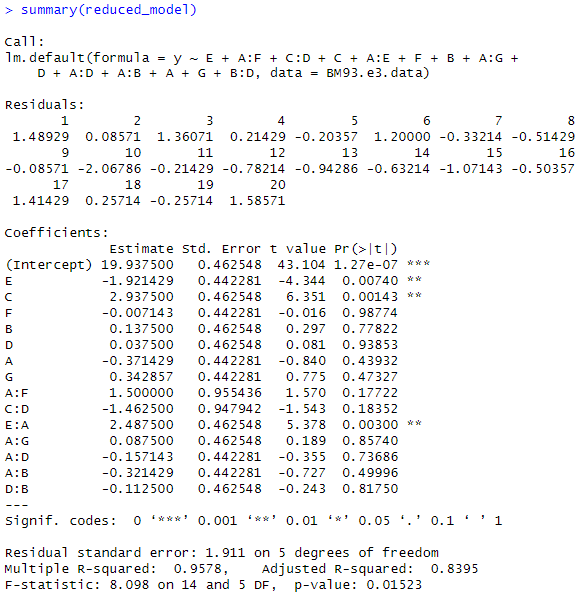 > summary(reduced_model)
Call:
lm.default(formula = y ~ E + A:F + C:D + C + A:E + F + B + A:G +
    D + A:D + A:B + A + G + B:D, data = BM93.e3.data)
Residuals:
       1        2        3        4        5        6        7        8
 1.48929  0.08571  1.36071  0.21429 -0.20357  1.20000 -0.33214 -0.51429
       9       10       11       12       13       14       15       16
-0.08571 -2.06786 -0.21429 -0.78214 -0.94286 -0.63214 -1.07143 -0.50357
      17       18       19       20
 1.41429  0.25714 -0.25714  1.58571
Coefficients:
             Estimate Std. Error t value Pr(>|t|)
(Intercept) 19.937500   0.462548  43.104 1.27e-07 ***
E           -1.921429   0.442281  -4.344  0.00740 **
C            2.937500   0.462548   6.351  0.00143 **
F           -0.007143   0.442281  -0.016  0.98774
B            0.137500   0.462548   0.297  0.77822
D            0.037500   0.462548   0.081  0.93853
A           -0.371429   0.442281  -0.840  0.43932
G            0.342857   0.442281   0.775  0.47327
A:F          1.500000   0.955436   1.570  0.17722
C:D         -1.462500   0.947942  -1.543  0.18352
E:A          2.487500   0.462548   5.378  0.00300 **
A:G          0.087500   0.462548   0.189  0.85740
A:D         -0.157143   0.442281  -0.355  0.73686
A:B         -0.321429   0.442281  -0.727  0.49996
D:B         -0.112500   0.462548  -0.243  0.81750
---
Signif. codes:  0 ‘***’ 0.001 ‘**’ 0.01 ‘*’ 0.05 ‘.’ 0.1 ‘ ’ 1
Residual standard error: 1.911 on 5 degrees of freedom
Multiple R-squared:  0.9578,    Adjusted R-squared:  0.8395
F-statistic: 8.098 on 14 and 5 DF,  p-value: 0.01523